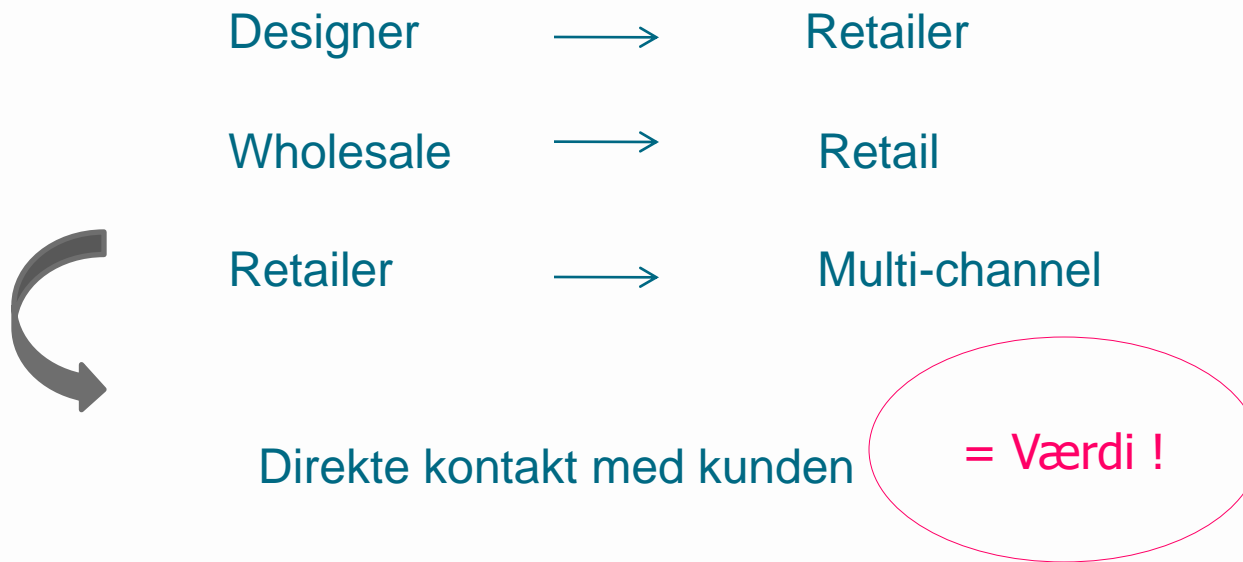 Designer → Retailer
Wholesale → Retail
Retailer → Multi-channel
Direkte kontakt med kunden = Værdi !